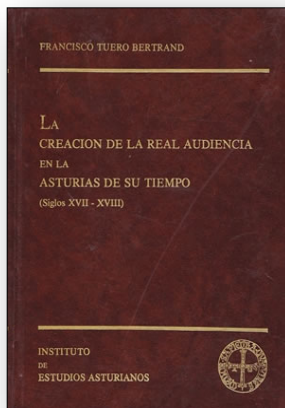 FRANCISCO TUERO BERTRAND
LA
CREACION DE LA REAL AUDIENCIA
EN LA
ASTURIAS DE SU TIEMPO
(Siglos XVII - XVIII)
INSTITUTO
DE
ESTUDIOS ASTURIANOS